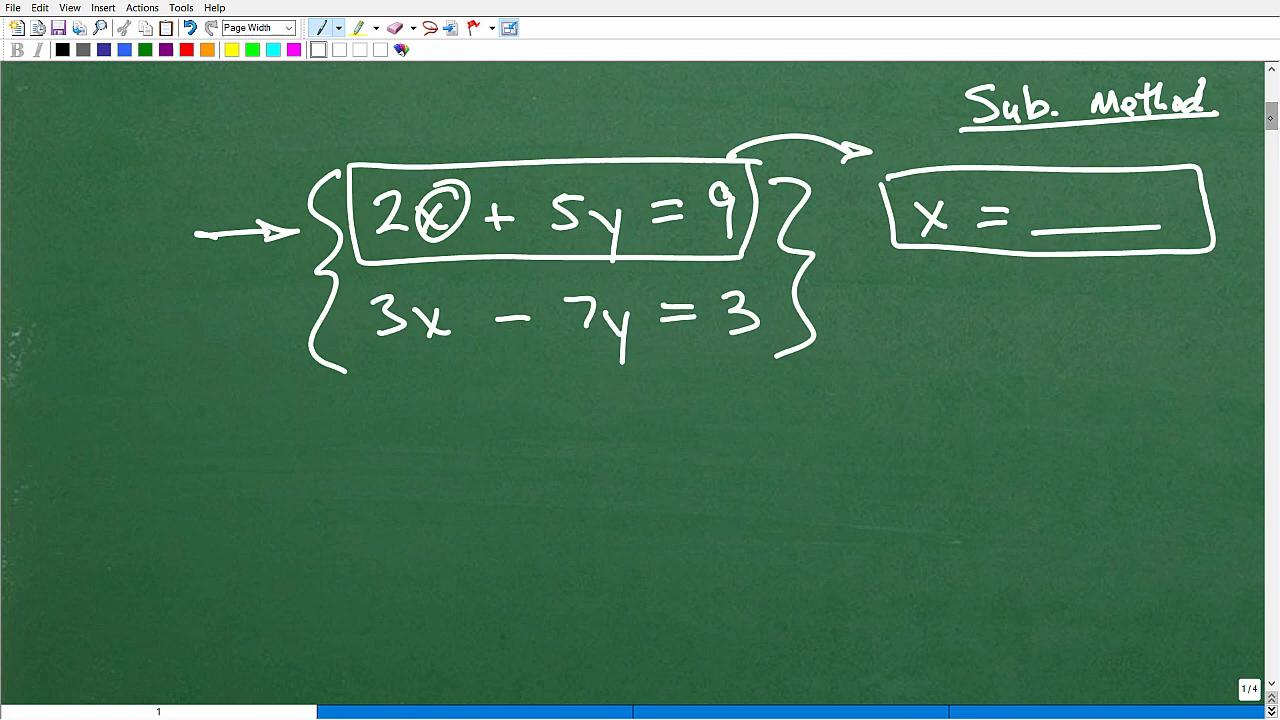 File Edit View Insert Actions Tools Help
Page Width
B I
Sub. Method
2x + 5y = 9
x = ____
3x - 7y = 3
1/4
1